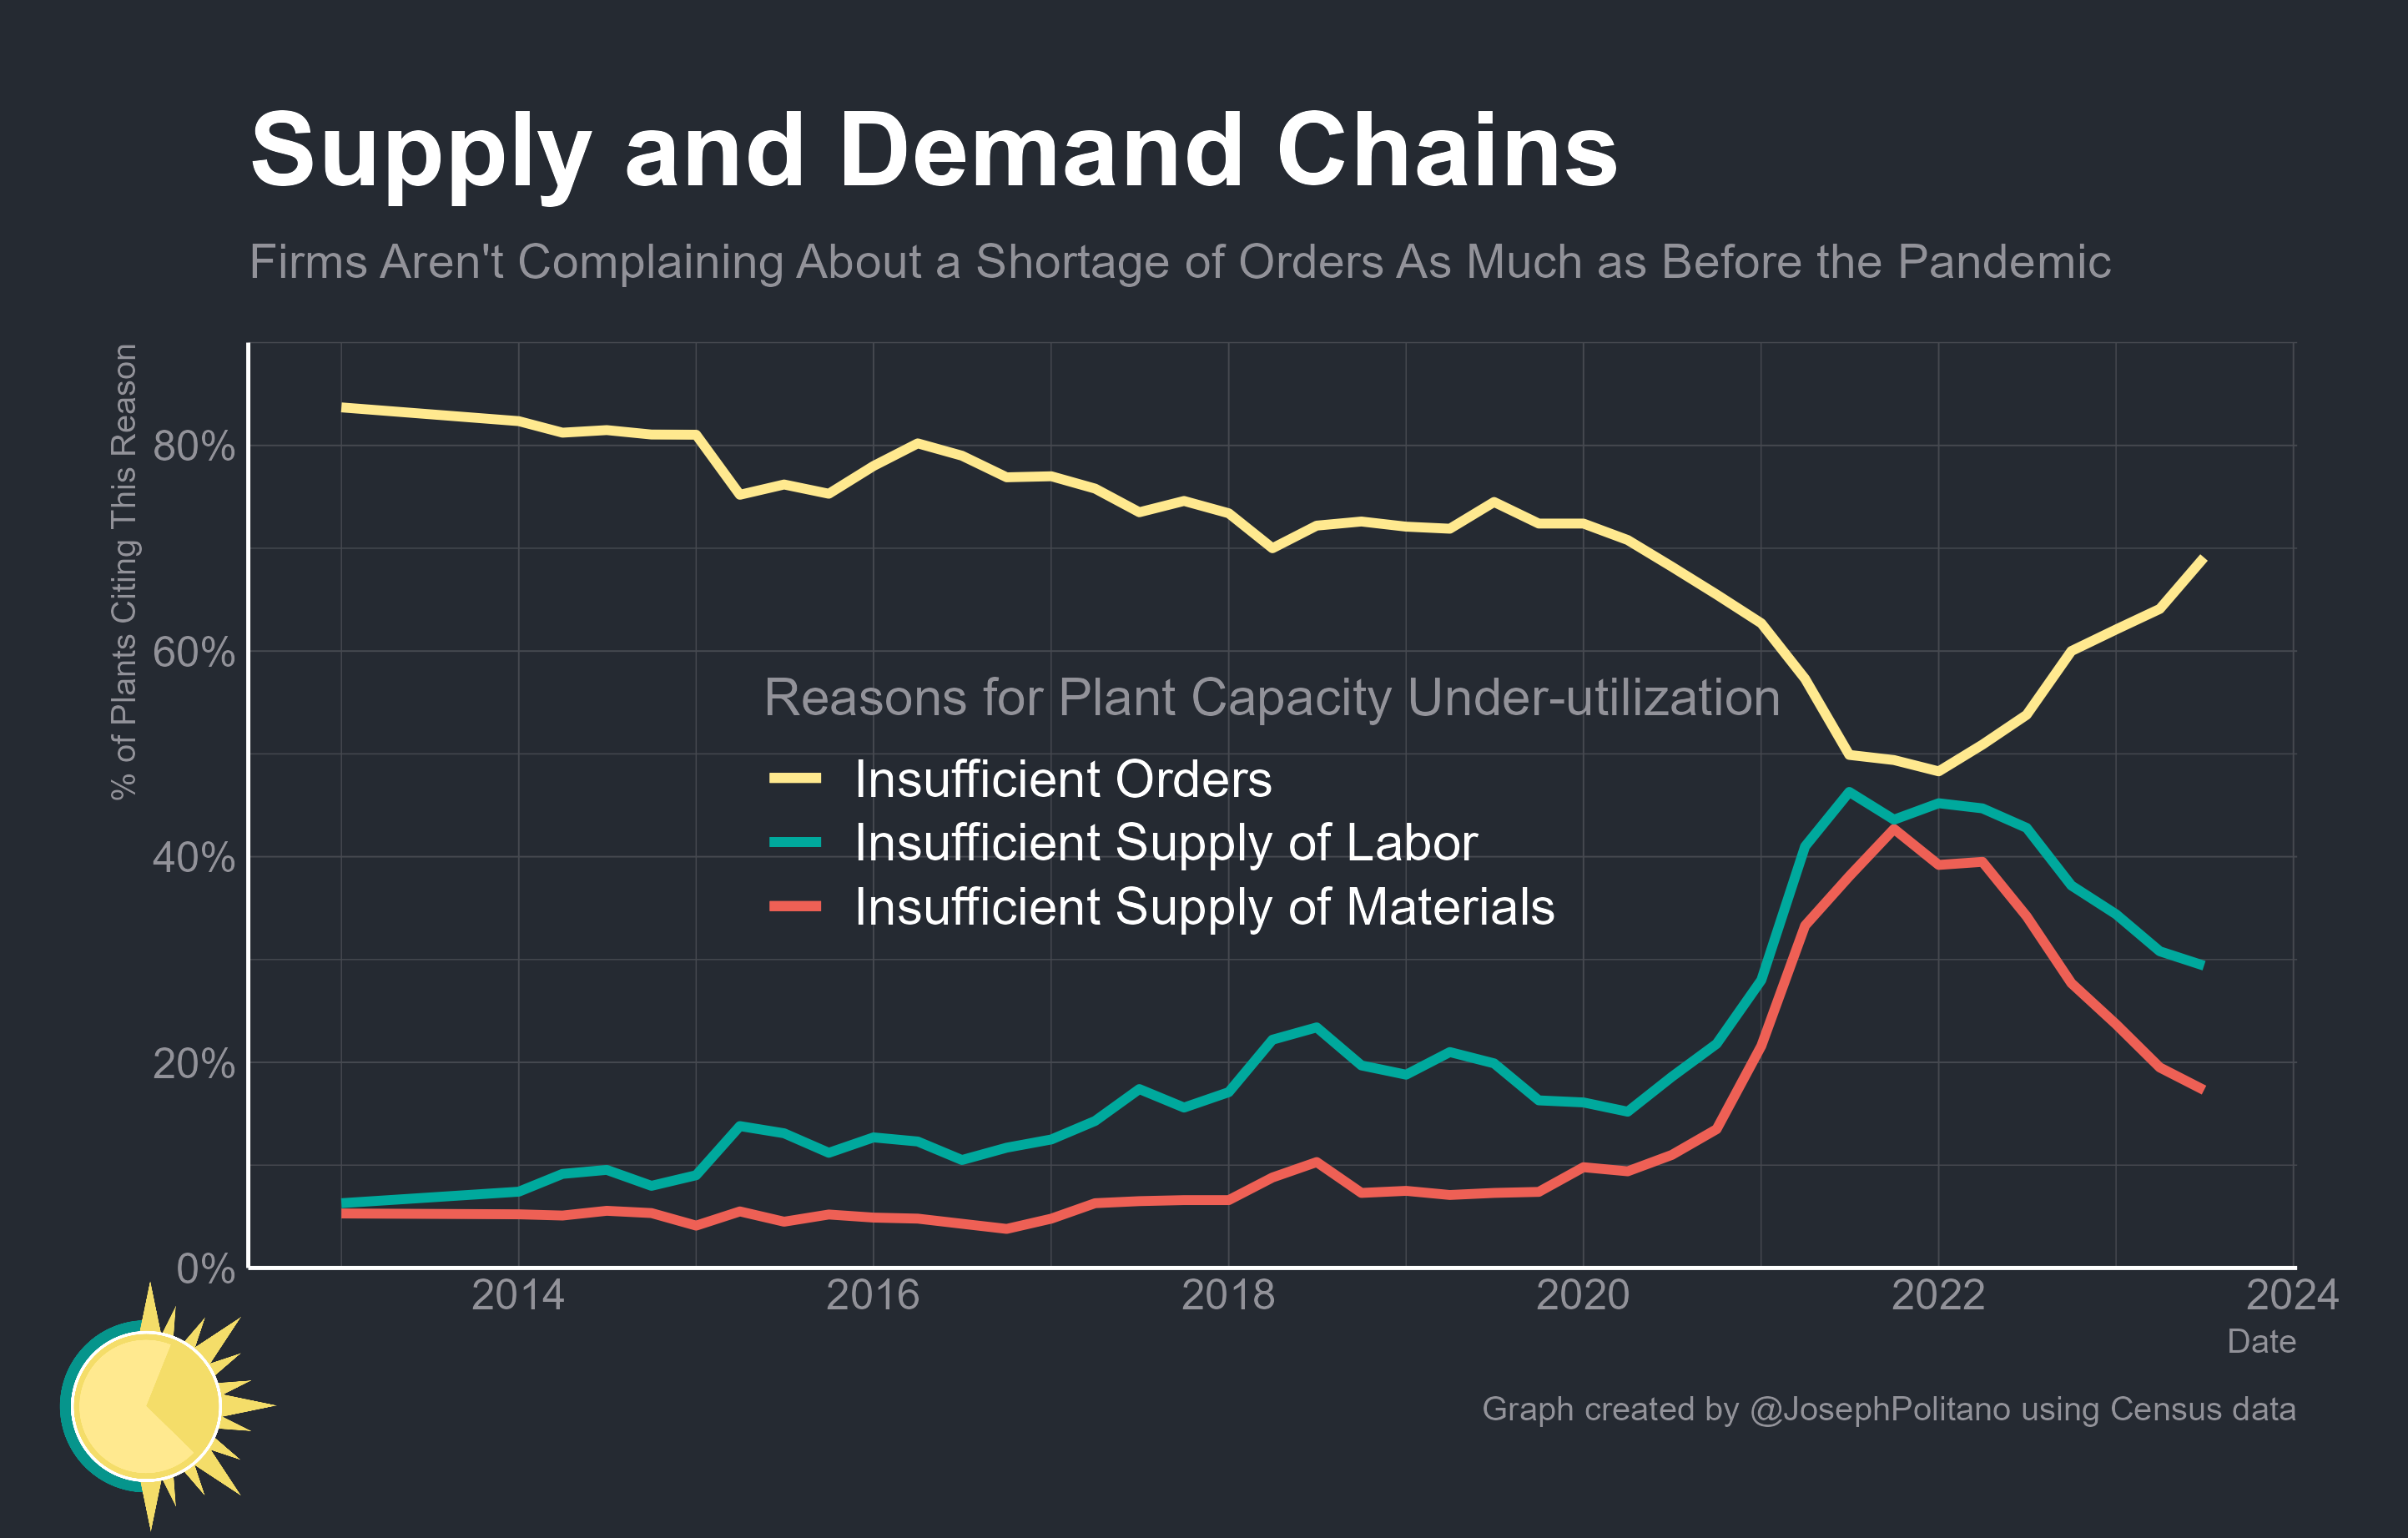 Supply and Demand Chains
Firms Aren't Complaining About a Shortage of Orders As Much as Before the Pandemic
% of Plants Citing This Reason
80%
60%
40%
20%
0%
Reasons for Plant Capacity Under-utilization
Insufficient Orders
Insufficient Supply of Labor
Insufficient Supply of Materials
2014 2016 2018 2020 2022 2024
Date
Graph created by @JosephPolitano using Census data